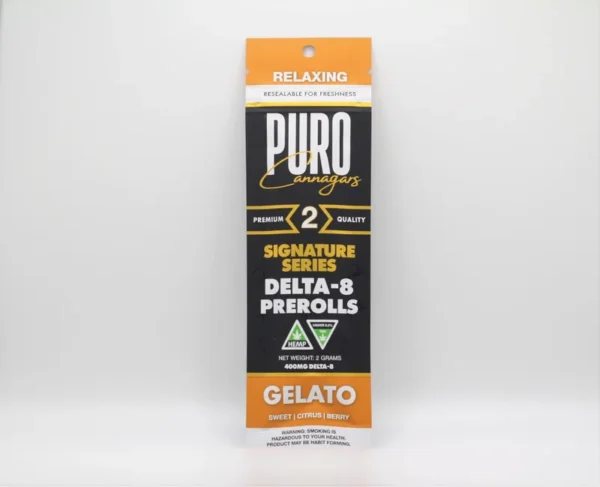 RELAXING
RESEALABLE FOR FRESHNESS
PURO
Cannagars
PREMIUM 2 QUALITY
SIGNATURE
SERIES
DELTA-8
PREROLLS
HEMP
NET WEIGHT: 2 GRAMS
400MG DELTA-8
GELATO
SWEET | CITRUS | BERRY
WARNING: SMOKING IS
HAZARDOUS TO YOUR HEALTH.
PRODUCT MAY BE HABIT FORMING.